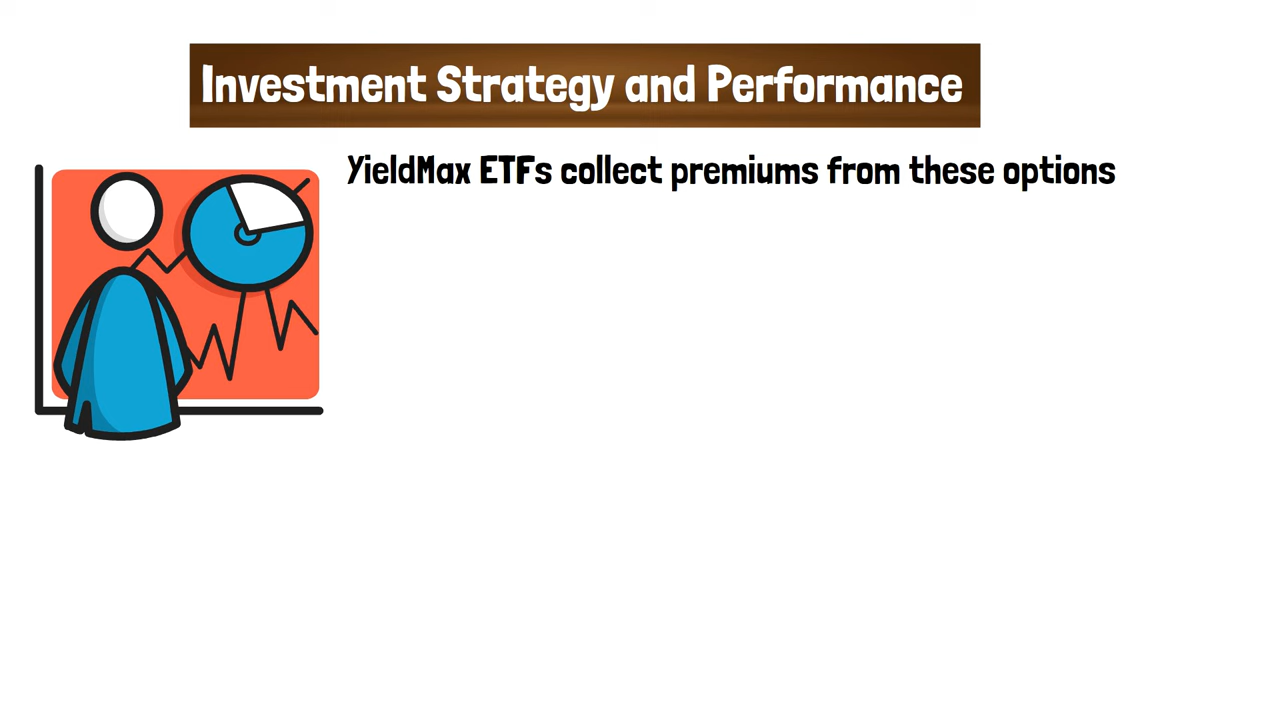 Investment Strategy and Performance
YieldMax ETFs collect premiums from these options